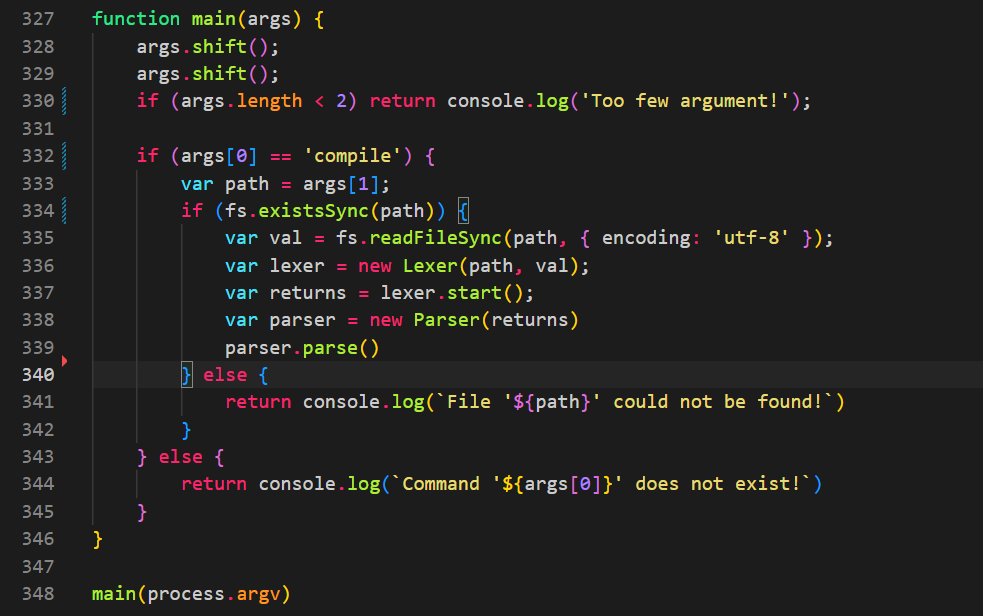 327 function main(args) {
328     args.shift();
329     args.shift();
330     if (args.length < 2) return console.log('Too few argument!');
331
332     if (args[0] == 'compile') {
333         var path = args[1];
334         if (fs.existsSync(path)) {
335             var val = fs.readFileSync(path, { encoding: 'utf-8' });
336             var lexer = new Lexer(path, val);
337             var returns = lexer.start();
338             var parser = new Parser(returns)
339             parser.parse()
340         } else {
341             return console.log(`File '${path}' could not be found!`)
342         }
343     } else {
344         return console.log(`Command '${args[0]}' does not exist!`)
345     }
346 }
347
348 main(process.argv)